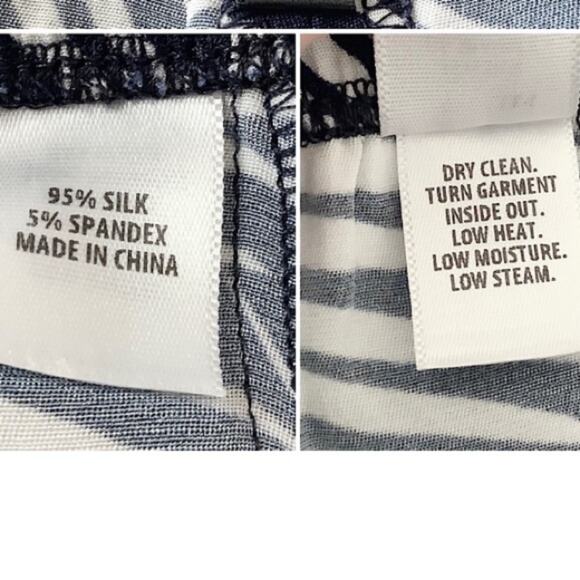 95% SILK
5% SPANDEX
MADE IN CHINA
DRY CLEAN.
TURN GARMENT
INSIDE OUT.
LOW HEAT.
LOW MOISTURE.
LOW STEAM.